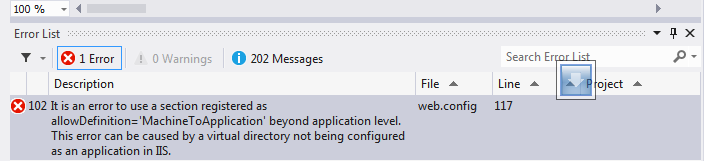 100 %
Error List
1 Error 0 Warnings 202 Messages Search Error List
Description File Line Project
102 It is an error to use a section registered as web.config 117
allowDefinition='MachineToApplication' beyond application level.
This error can be caused by a virtual directory not being configured
as an application in IIS.